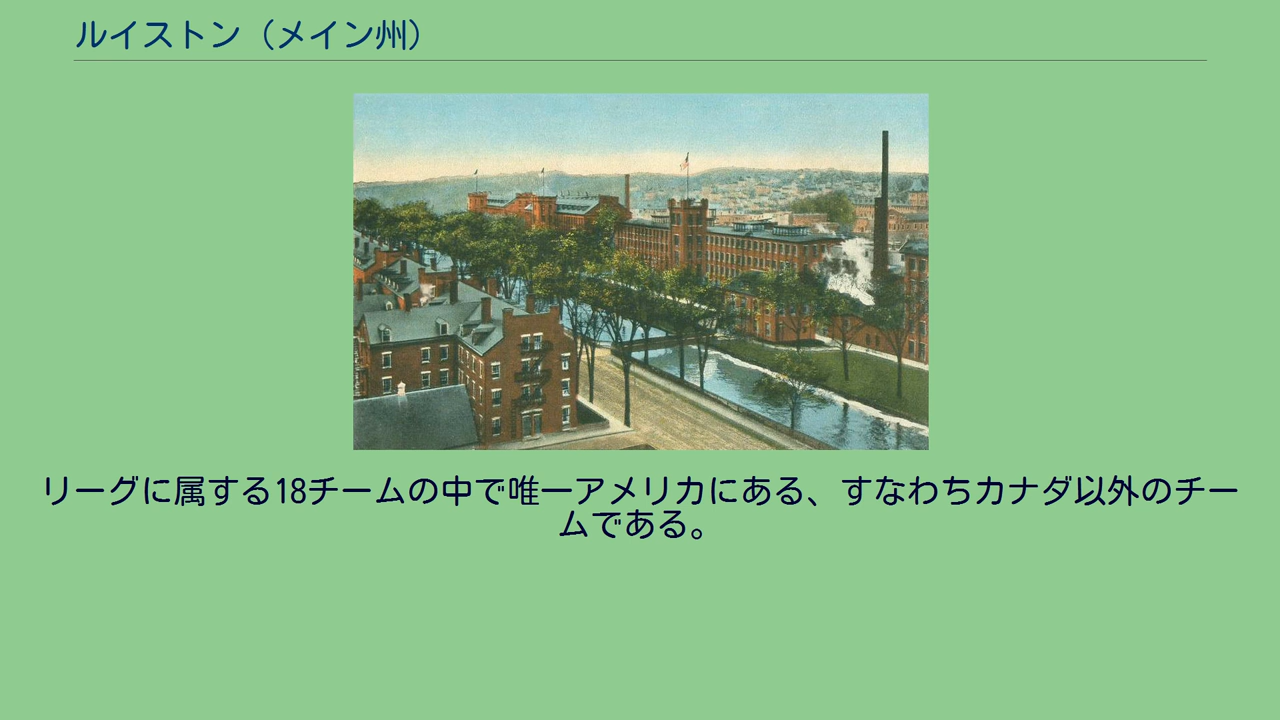 ルイストン（メイン州）
リーグに属する18チームの中で唯一アメリカにある、すなわちカナダ以外のチー
ムである。